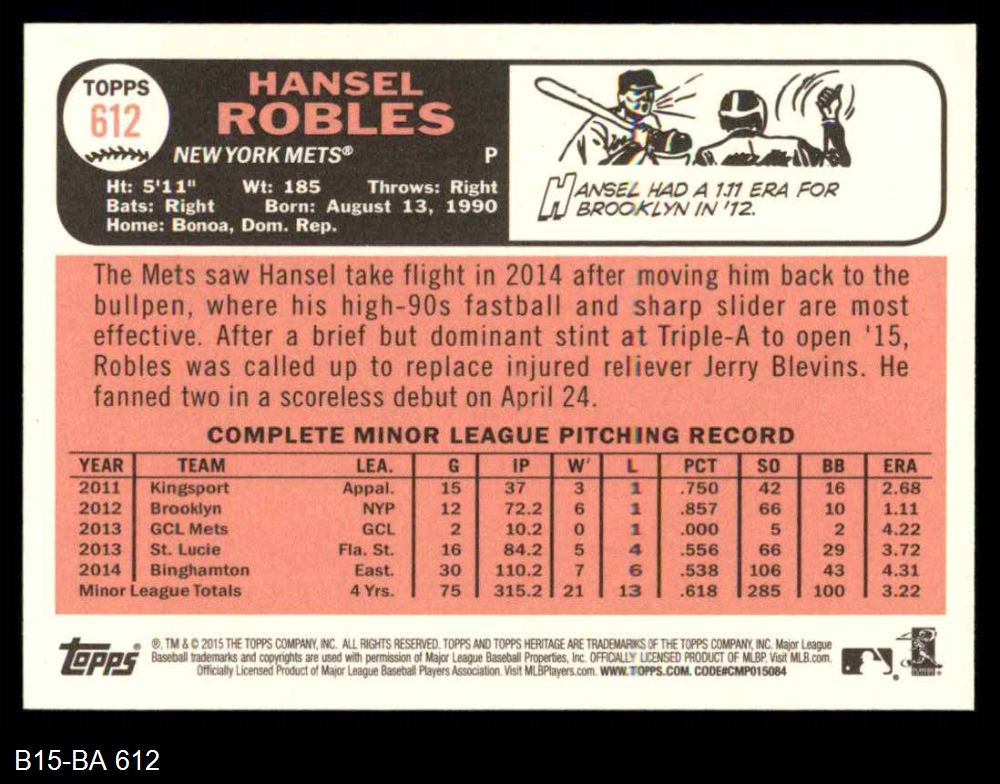 TOPPS
612
HANSEL
ROBLES
NEW YORK METS® P
Ht: 5'11" Wt: 185 Throws: Right
Bats: Right Born: August 13, 1990
Home: Bonoa, Dom. Rep.
HANSEL HAD A 1.11 ERA FOR
BROOKLYN IN '12.
The Mets saw Hansel take flight in 2014 after moving him back to the
bullpen, where his high-90s fastball and sharp slider are most
effective. After a brief but dominant stint at Triple-A to open '15,
Robles was called up to replace injured reliever Jerry Blevins. He
fanned two in a scoreless debut on April 24.
COMPLETE MINOR LEAGUE PITCHING RECORD
YEAR TEAM LEA. G IP W L PCT SO BB ERA
2011 Kingsport Appal. 15 37 3 1 .750 42 16 2.68
2012 Brooklyn NYP 12 72.2 6 1 .857 66 10 1.11
2013 GCL Mets GCL 2 10.2 0 1 .000 5 2 4.22
2013 St. Lucie Fla. St. 16 84.2 5 4 .556 66 29 3.72
2014 Binghamton East. 30 110.2 7 6 .538 106 43 4.31
Minor League Totals 4 Yrs. 75 315.2 21 13 .618 285 100 3.22
topps
®, TM & © 2015 THE TOPPS COMPANY, INC. ALL RIGHTS RESERVED. TOPPS AND TOPPS HERITAGE ARE TRADEMARKS OF THE TOPPS COMPANY, INC. Major League
Baseball trademarks and copyrights are used with permission of Major League Baseball Properties, Inc. OFFICIALLY LICENSED PRODUCT OF MLBP. Visit MLB.com.
Officially Licensed Product of Major League Baseball Players Association. Visit MLBPlayers.com. WWW.TOPPS.COM. CODE#CMP015084
B15-BA 612